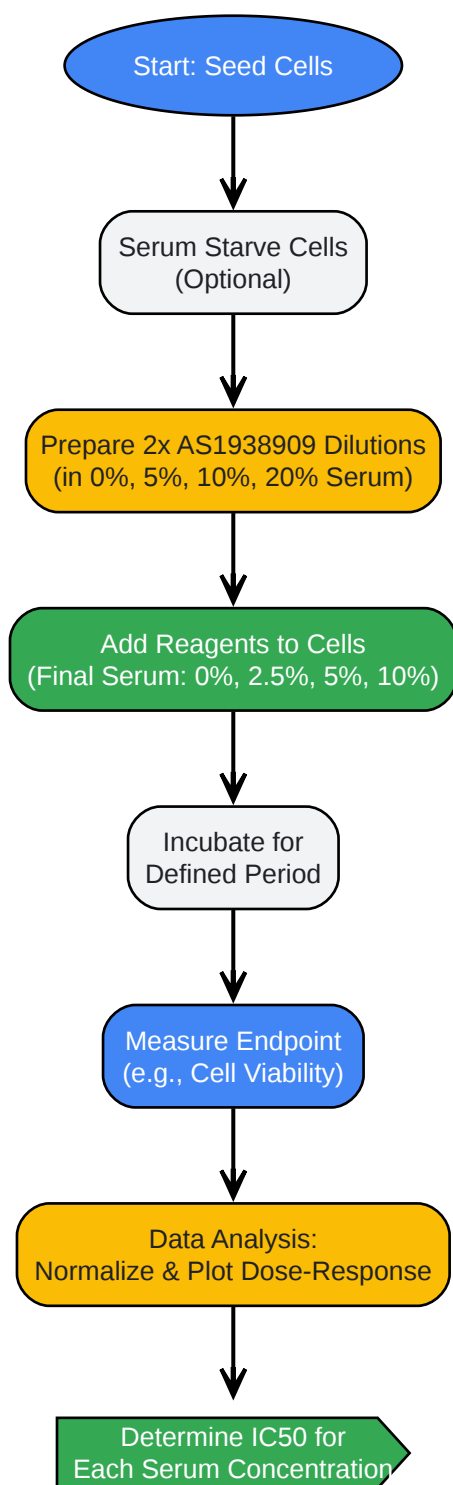 Start: Seed Cells
Serum Starve Cells
(Optional)
Prepare 2x AS1938909 Dilutions
(in 0%, 5%, 10%, 20% Serum)
Add Reagents to Cells
(Final Serum: 0%, 2.5%, 5%, 10%)
Incubate for
Defined Period
Measure Endpoint
(e.g., Cell Viability)
Data Analysis:
Normalize & Plot Dose-Response
Determine IC50 for
Each Serum Concentration